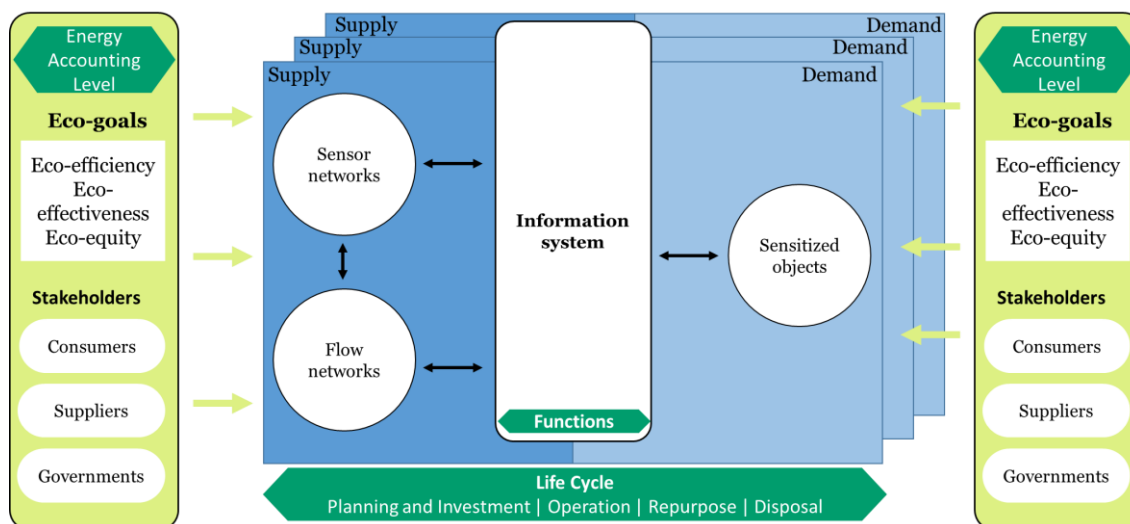 Energy
Accounting
Level
Eco-goals
Eco-efficiency
Eco-
effectiveness
Eco-equity
Stakeholders
Consumers
Suppliers
Governments
Supply
Demand
Supply
Demand
Supply
Demand
Sensor
networks
Flow
networks
Information
system
Functions
Sensitized
objects
Life Cycle
Planning and Investment | Operation | Repurpose | Disposal
Energy
Accounting
Level
Eco-goals
Eco-efficiency
Eco-
effectiveness
Eco-equity
Stakeholders
Consumers
Suppliers
Governments